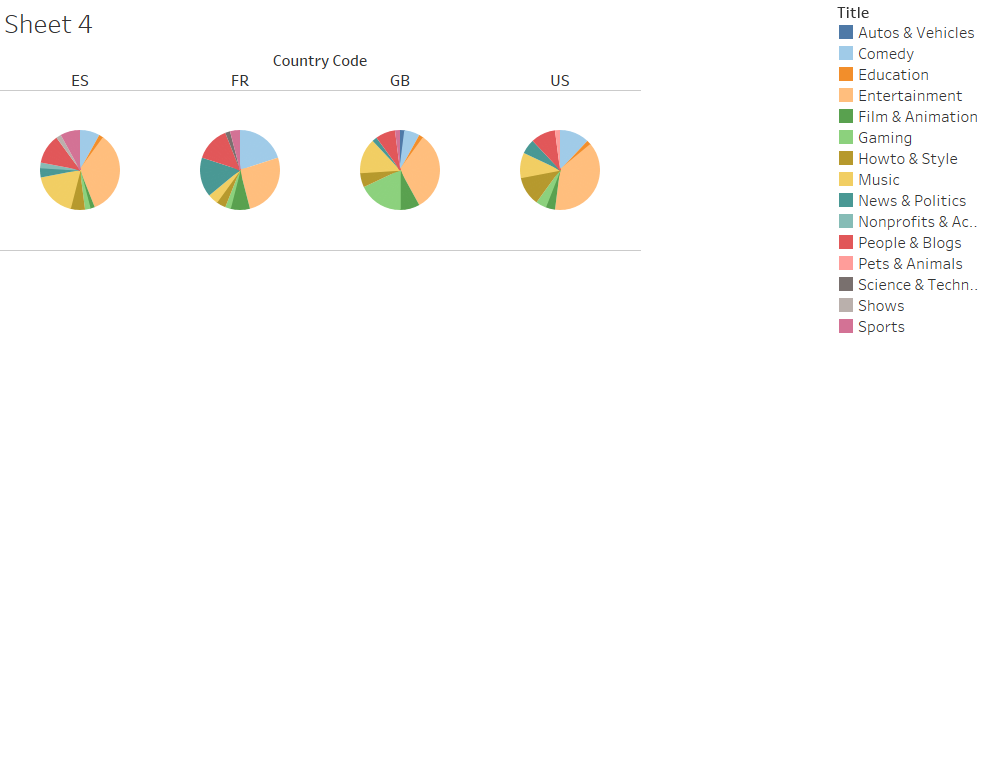 Sheet 4
Country Code
ES FR GB US
Title
Autos & Vehicles
Comedy
Education
Entertainment
Film & Animation
Gaming
Howto & Style
Music
News & Politics
Nonprofits & Ac..
People & Blogs
Pets & Animals
Science & Techn..
Shows
Sports